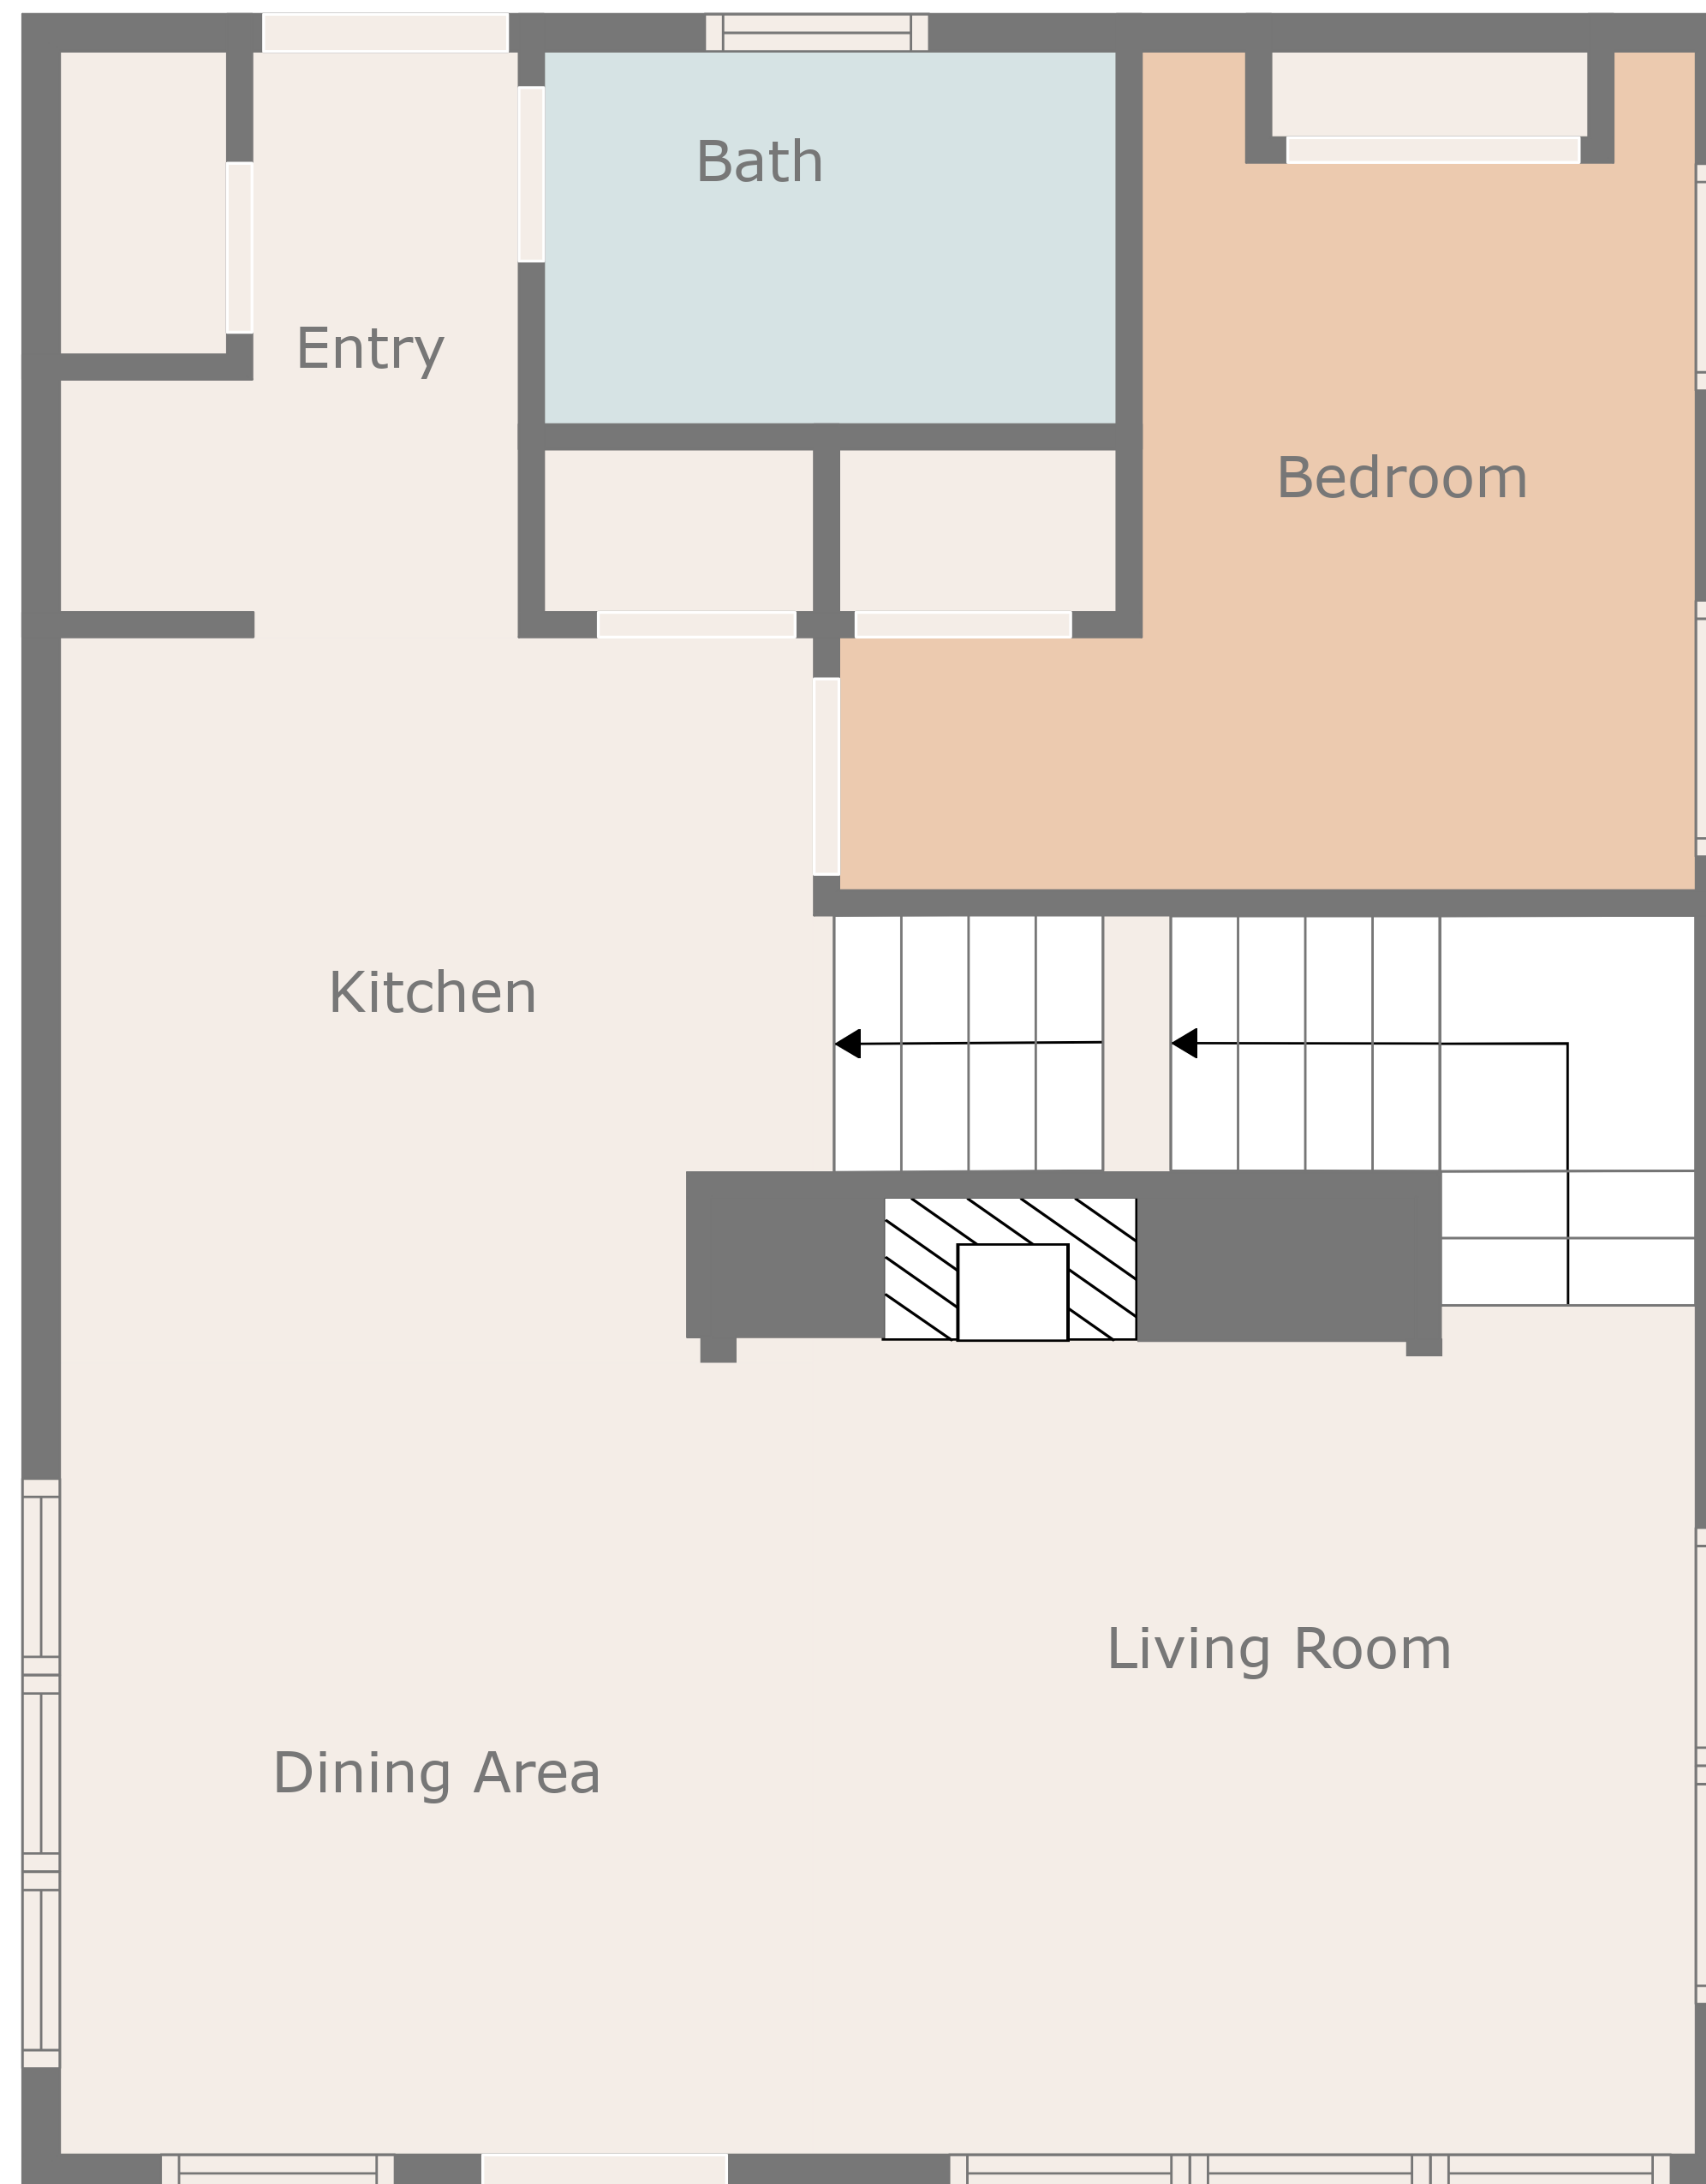 Bath
Entry
Bedroom
Kitchen
Living Room
Dining Area